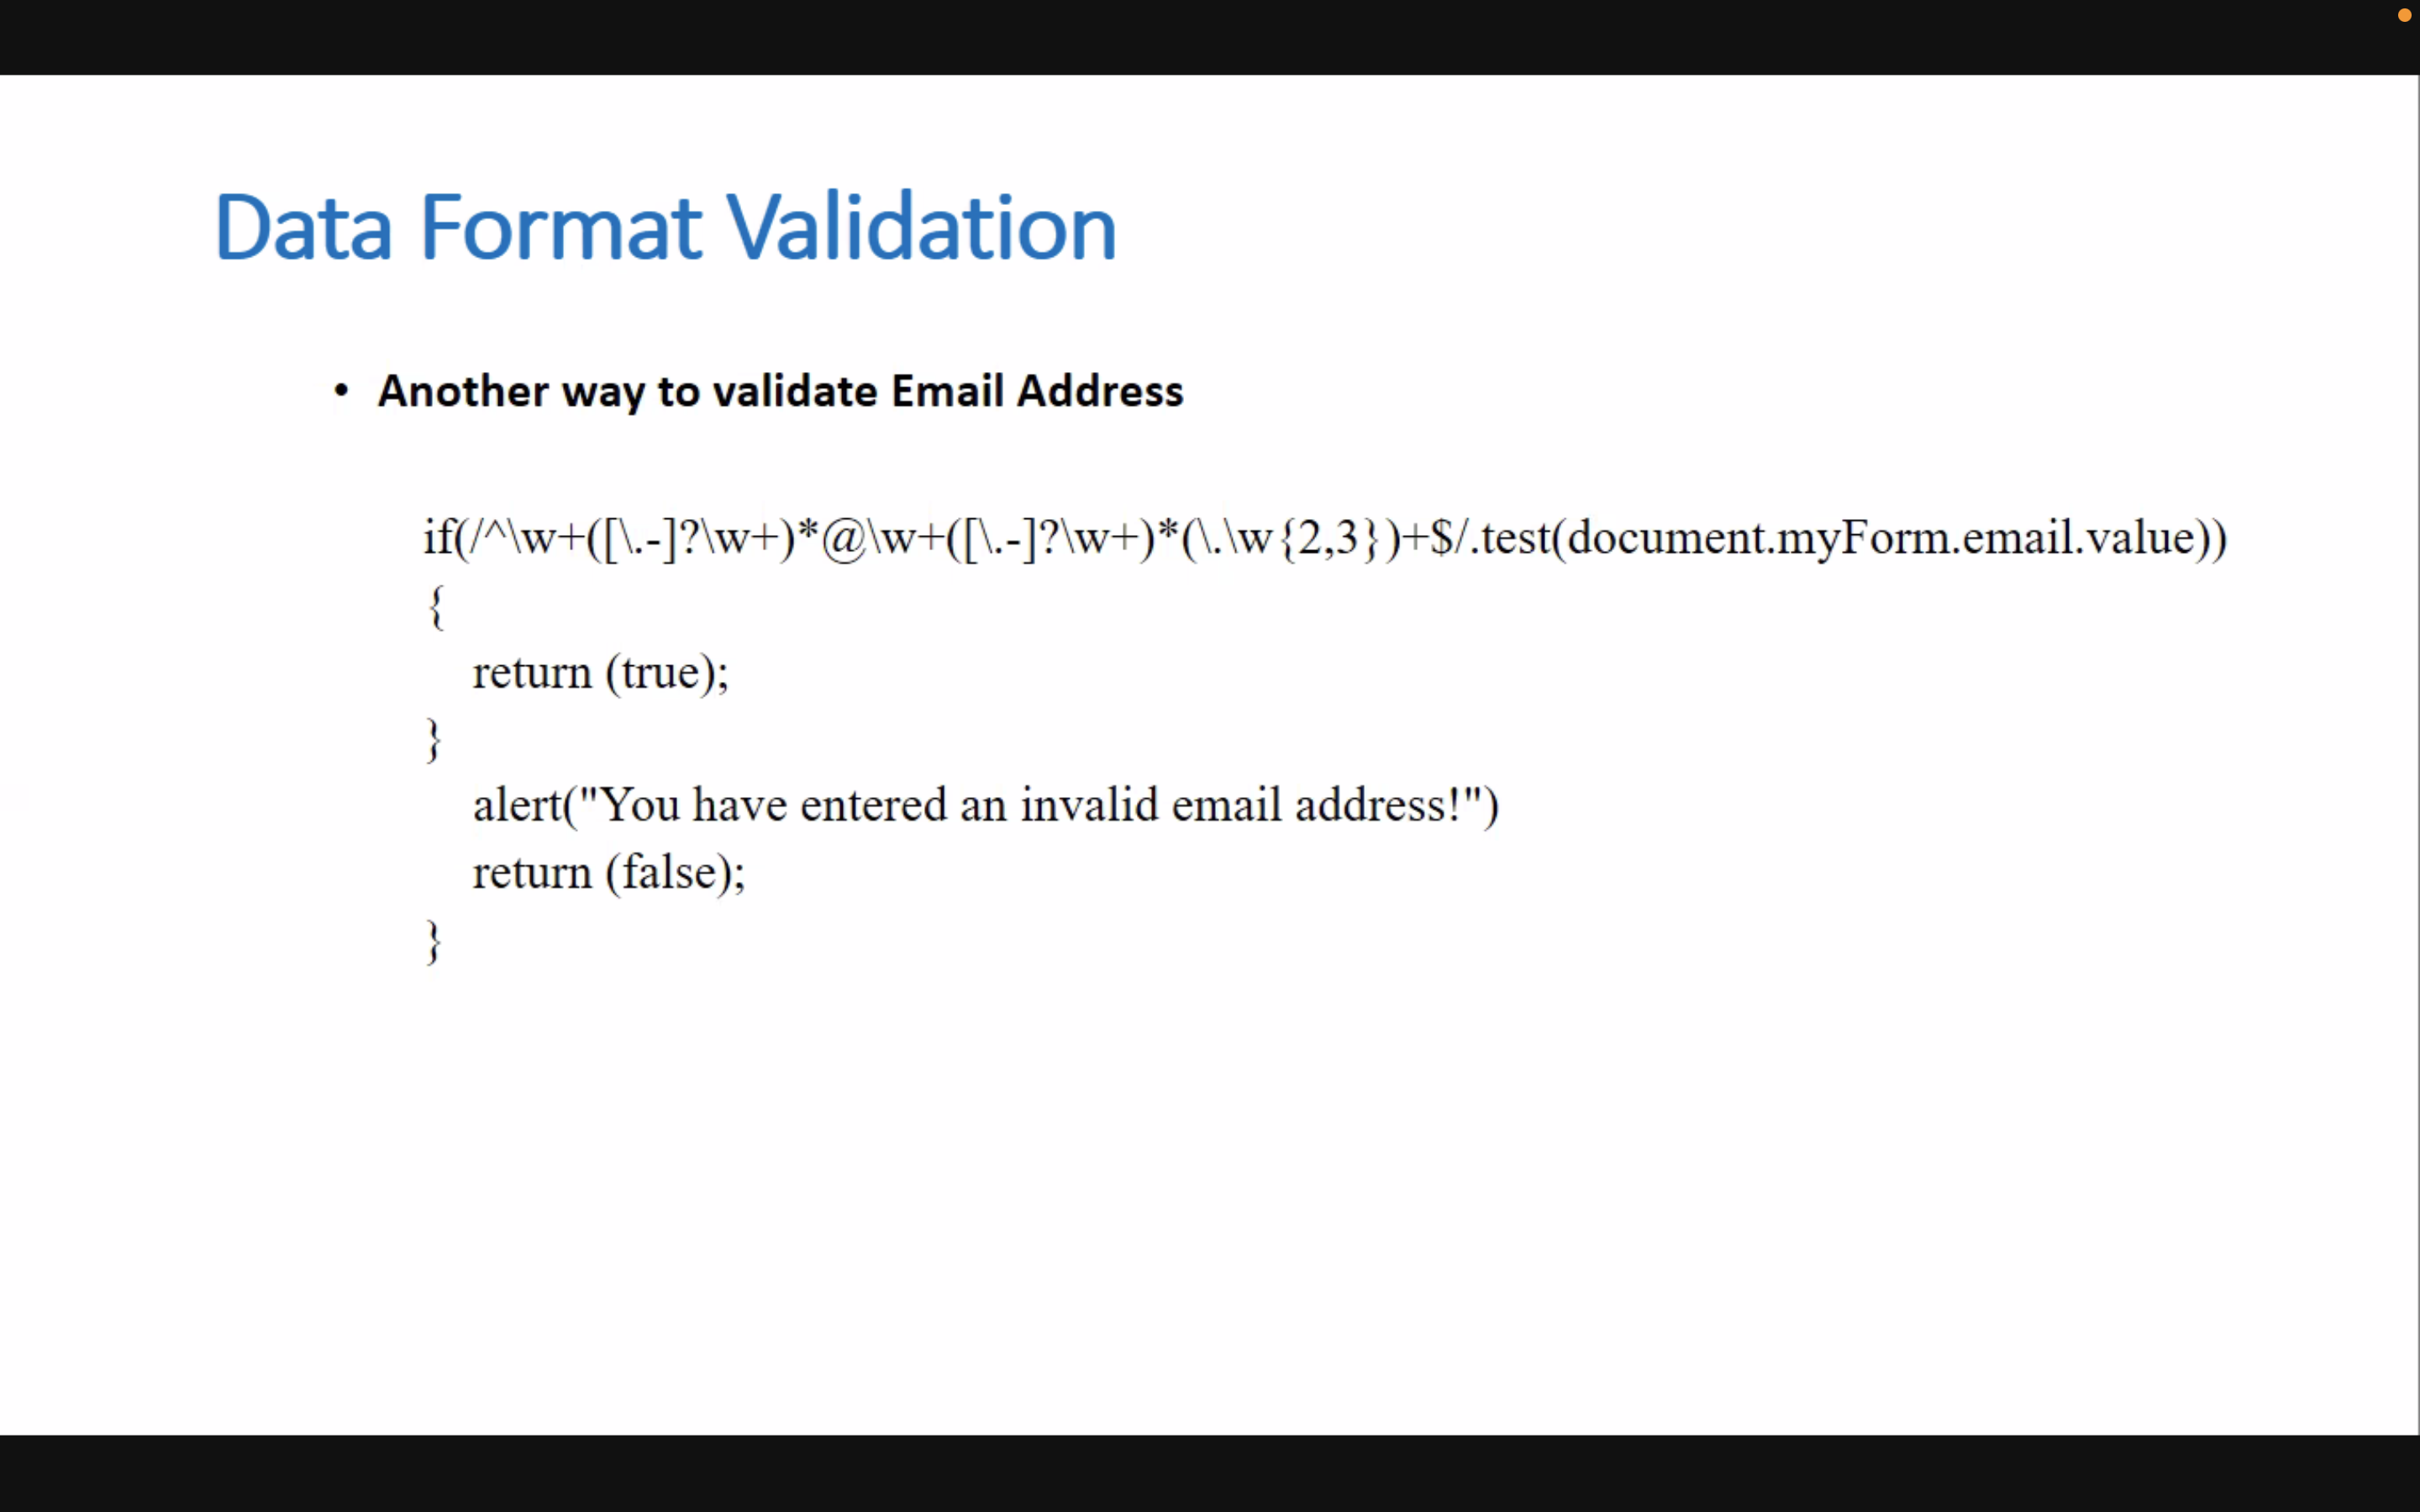 Data Format Validation
• Another way to validate Email Address
if(/^\w+([\.-]?\w+)*@\w+([\.-]?\w+)*(\.\w{2,3})+$/.test(document.myForm.email.value))
{
return (true);
}
alert("You have entered an invalid email address!")
return (false);
}